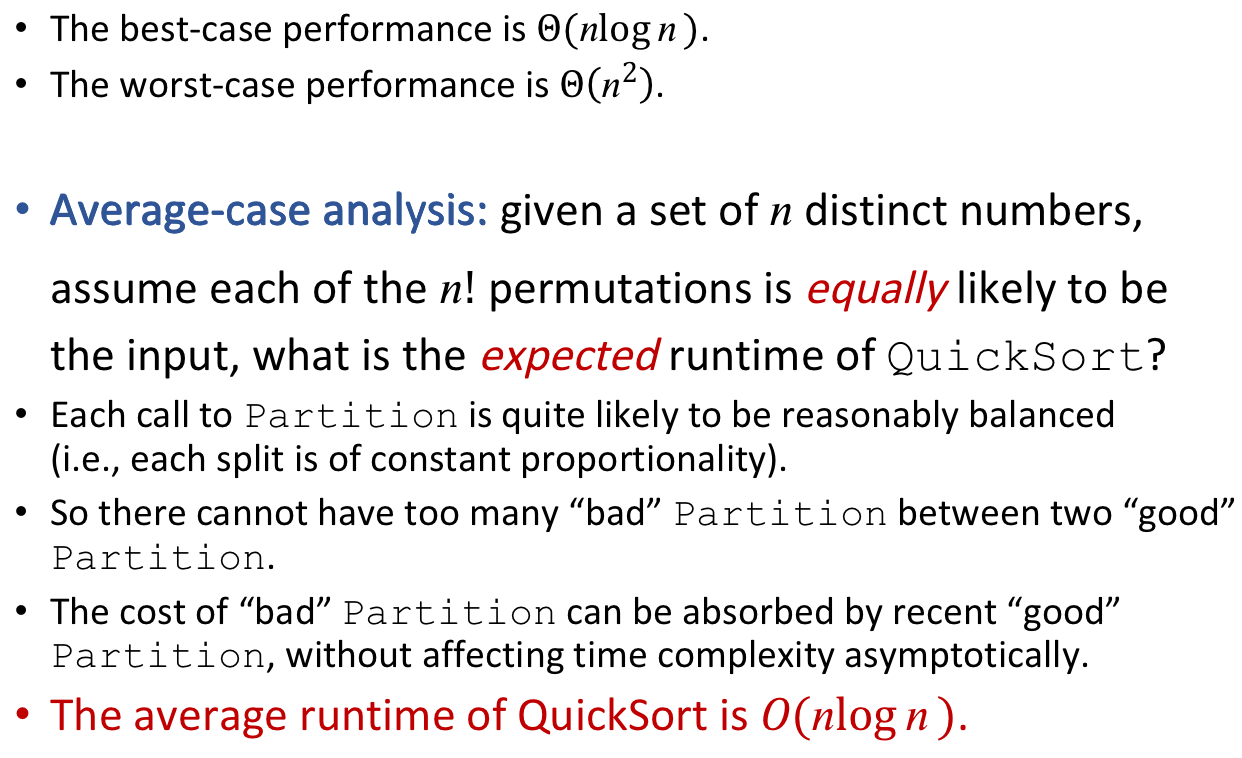 • The best-case performance is Θ(nlog n).
• The worst-case performance is Θ(n²).
• Average-case analysis: given a set of n distinct numbers,
assume each of the n! permutations is equally likely to be
the input, what is the expected runtime of QuickSort?
• Each call to Partition is quite likely to be reasonably balanced
(i.e., each split is of constant proportionality).
• So there cannot have too many “bad” Partition between two “good”
Partition.
• The cost of “bad” Partition can be absorbed by recent “good”
Partition, without affecting time complexity asymptotically.
• The average runtime of QuickSort is O(nlog n).